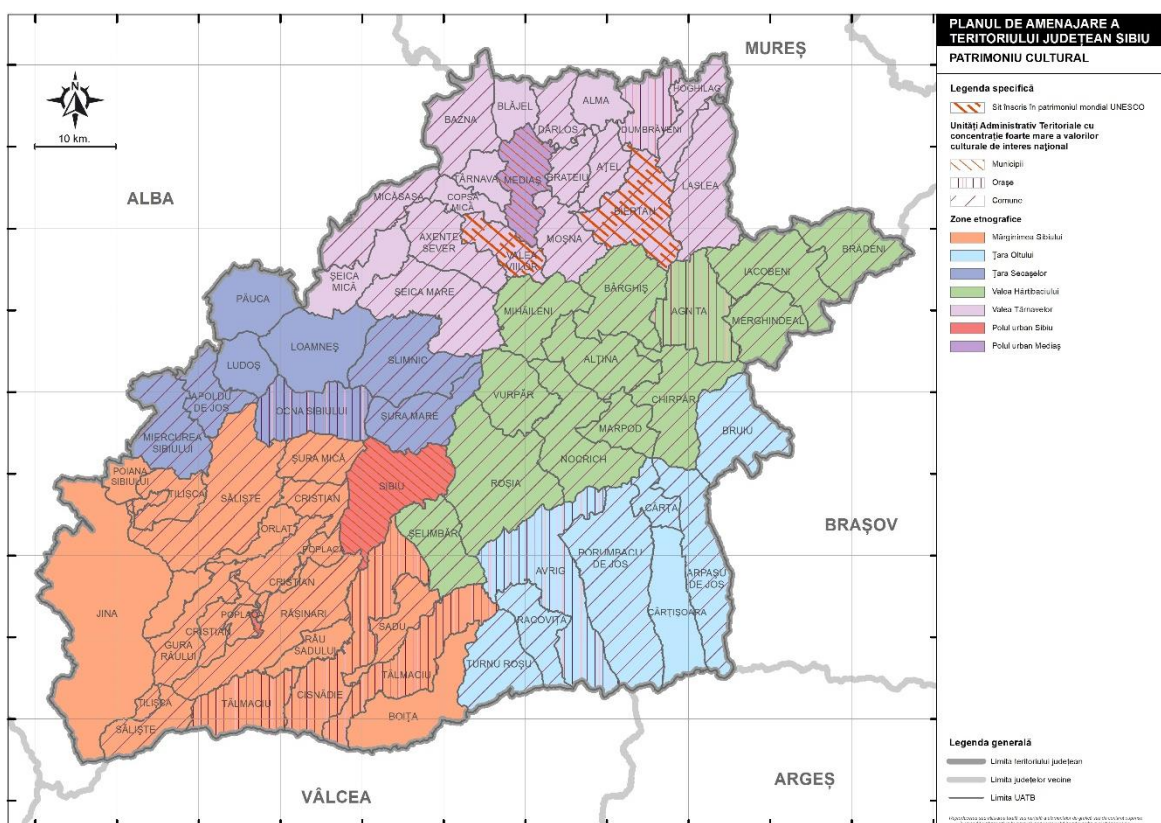 PLANUL DE AMENAJARE A
TERITORIULUI JUDEȚEAN SIBIU
PATRIMONIU CULTURAL
Legenda specifică
Sit înscris în patrimoniul mondial UNESCO
Unități Administrativ Teritoriale cu
concentrație foarte mare a valorilor
culturale de interes național
Municipii
Orașe
Comune
Zone etnografice
Mărginimea Sibiului
Țara Oltului
Țara Secașelor
Valea Hârtibaciului
Valea Târnavelor
Polul urban Sibiu
Polul urban Mediaș
Legenda generală
Limita teritoriului județean
Limita județelor vecine
Limita UATB
10 km.
MUREȘ
ALBA
BRAȘOV
ARGEȘ
VÂLCEA
BAZNA
BLĂJEL
DÂRLOS
ALMA
DUMBRĂVENI
HOGHILAG
TÂRNAVA
MEDIAȘ
BRATEIU
AȚEL
BIERTAN
LASLEA
MICĂSASA
COPȘA
MICĂ
AXENTE
SEVER
VALEA
VIILOR
MOȘNA
ȘEICA
MICĂ
ȘEICA MARE
MIHĂILENI
BÂRGHIȘ
AGNITA
IACOBENI
BRĂDENI
MERGHINDEAL
PĂUCA
LOAMNEȘ
SLIMNIC
LUDOȘ
ALȚINA
VURPĂR
CHIRPĂR
BRUIU
APOLDU
DE JOS
OCNA SIBIULUI
ȘURA MARE
MARPOD
MIERCUREA
SIBIULUI
NOCRICH
ȘURA MICĂ
POIANA
SIBIULUI
TILIȘCA
SĂLIȘTE
CRISTIAN
SIBIU
ROȘIA
CÂRȚA
ORLAT
POPLACA
ȘELIMBĂR
AVRIG
PORUMBACU
DE JOS
ARPAȘU
DE JOS
CÂRȚIȘOARA
JINA
CRISTIAN
POPLACA
RĂȘINARI
CRISTIAN
GURA
RÂULUI
RÂU
SADULUI
SADU
RACOVIȚA
TURNU ROȘU
TĂLMACIU
TILIȘCA
TĂLMACIU
CISNĂDIE
BOIȚA
SĂLIȘTE